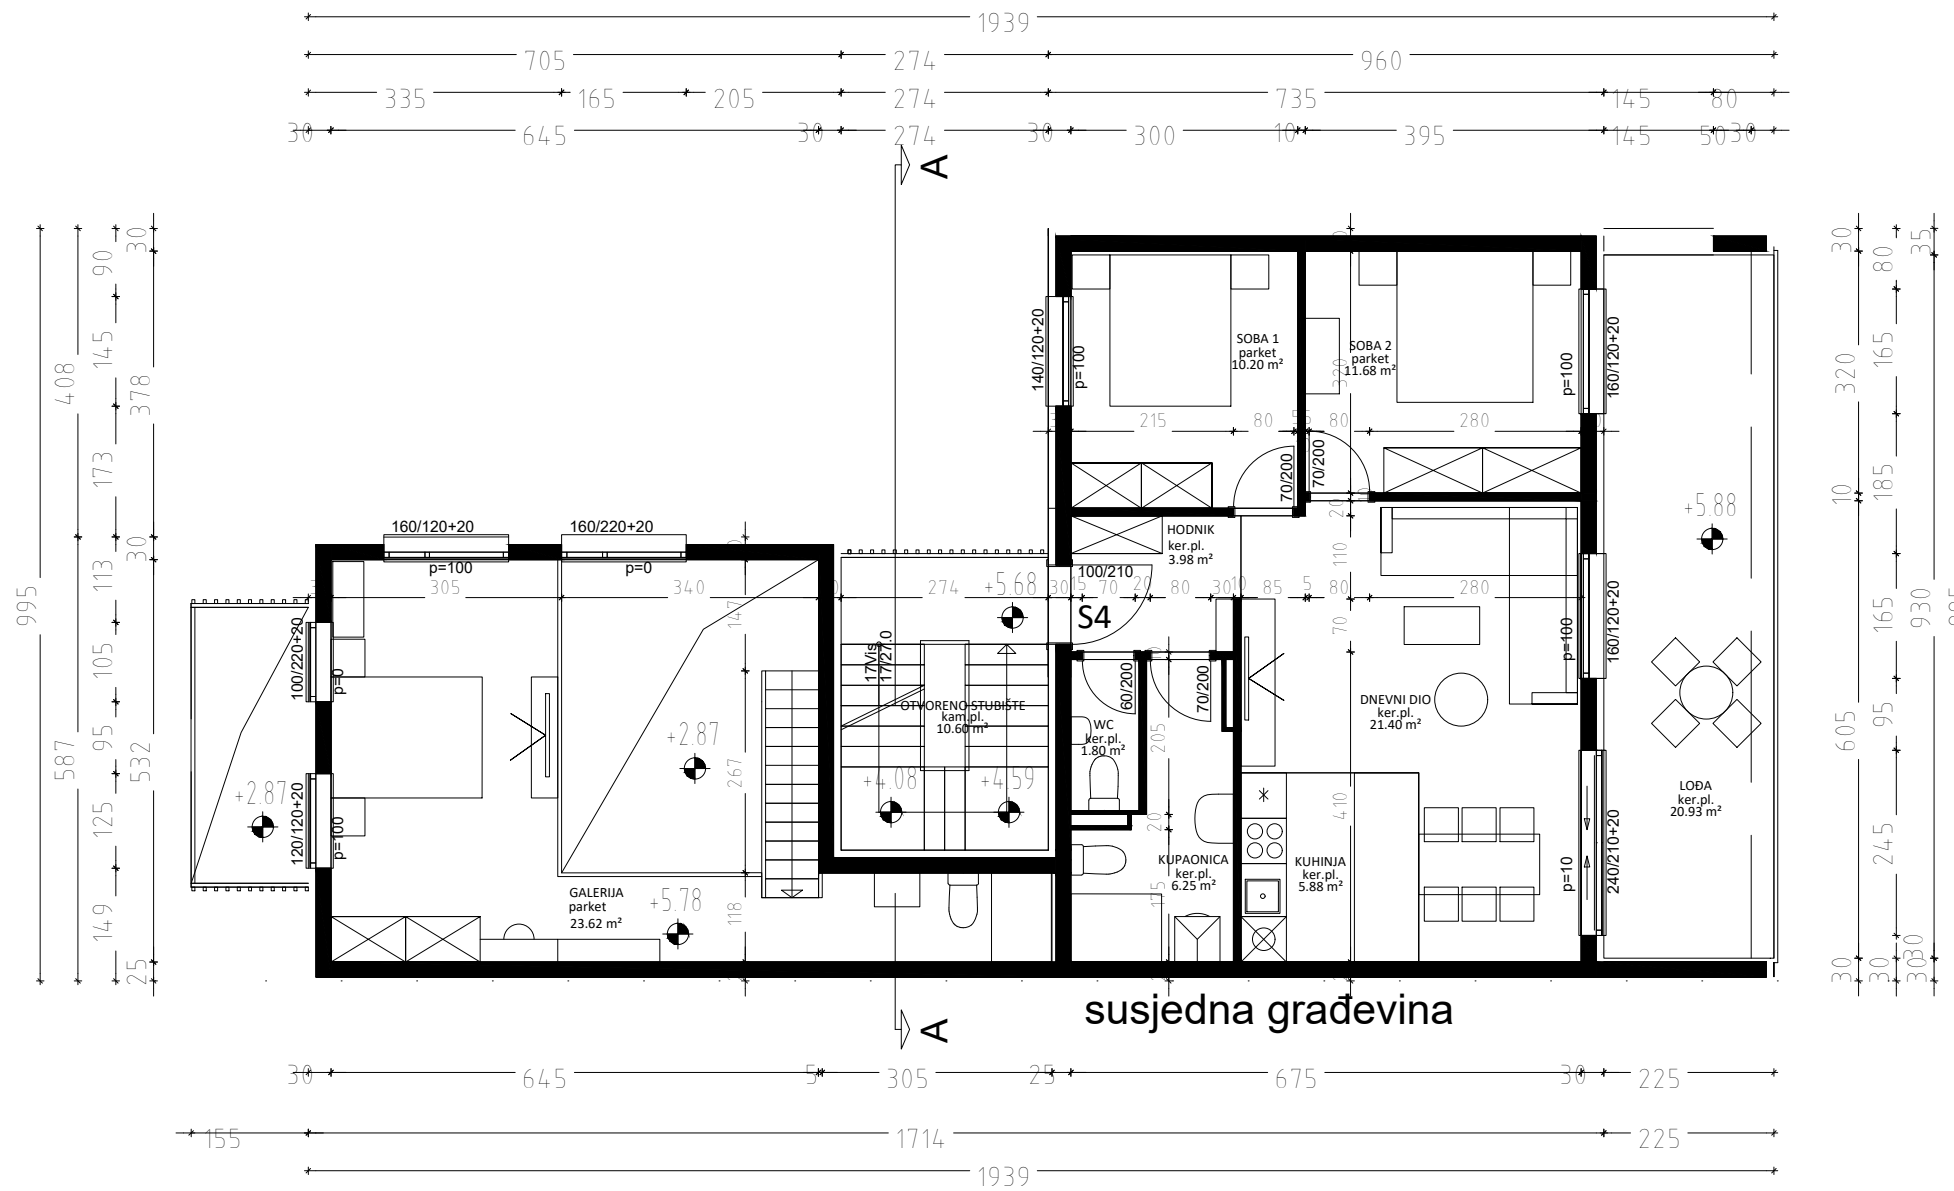 1939
705 274 960
335 165 205 274 735 145 80
30 645 30 274 30 300 10 395 145 50 30
A
995
408 587
90 145 173 113 105 95 125 149
30 378 30 532 25
30 320 10 605 30
80 165 185 165 95 245 30 30
35 930 30
140/120+20
p=100
SOBA 1
parket
10.20 m²
SOBA 2
parket
11.68 m²
320
p=100
160/120+20
215 80 80 280
70/200
70/200
10
20
+5.88
HODNIK
ker.pl.
3.98 m²
110
160/120+20
p=100
160/220+20
p=0
100/210
305 340 274 30 15 70 20 80 30 10 85 5 80 280
+5.68
S4
147
70
p=100
160/120+20
100/220+20
p=0
17Vis
17/27.0
60/200
70/200
OTVORENO STUBIŠTE
kam.pl.
10.60 m²
WC
ker.pl.
1.80 m²
205
DNEVNI DIO
ker.pl.
21.40 m²
+2.87
267
+2.87
+4.08
+4.59
120/120+20
p=100
20
410
LOĐA
ker.pl.
20.93 m²
KUPAONICA
ker.pl.
6.25 m²
175
KUHINJA
ker.pl.
5.88 m²
p=10
240/210+20
GALERIJA
parket
23.62 m²
+5.78
118
susjedna građevina
A
30 645 5 305 25 675 30 225
155 1714 225
1939